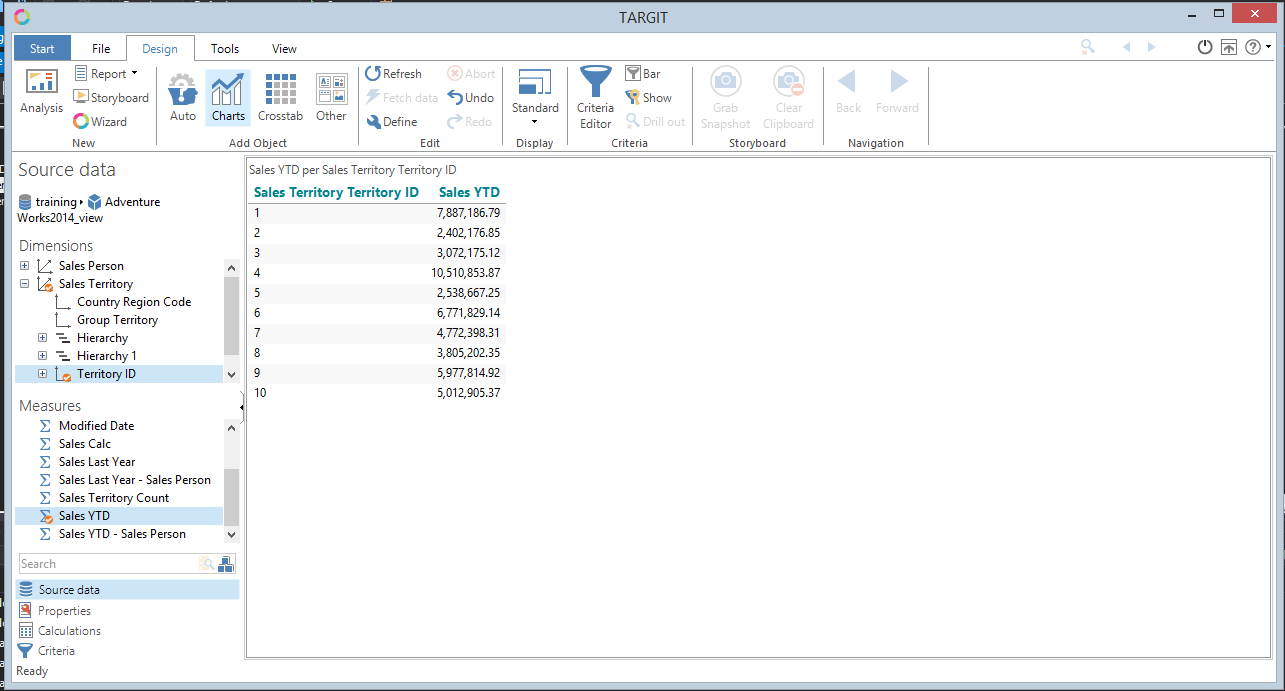 TARGIT
Start File Design Tools View
Analysis
Report
Storyboard
Wizard
New
Auto
Charts
Crosstab
Other
Add Object
Refresh
Fetch data
Define
Abort
Undo
Redo
Edit
Standard
Display
Criteria
Editor
Bar
Show
Drill out
Criteria
Grab
Snapshot
Clear
Clipboard
Storyboard
Back
Forward
Navigation
Source data
training Adventure
Works2014_view
Dimensions
Sales Person
Sales Territory
Country Region Code
Group Territory
Hierarchy
Hierarchy 1
Territory ID
Measures
Modified Date
Sales Calc
Sales Last Year
Sales Last Year - Sales Person
Sales Territory Count
Sales YTD
Sales YTD - Sales Person
Search
Source data
Properties
Calculations
Criteria
Ready
Sales YTD per Sales Territory Territory ID
Sales Territory Territory ID Sales YTD
1 7,887,186.79
2 2,402,176.85
3 3,072,175.12
4 10,510,853.87
5 2,538,667.25
6 6,771,829.14
7 4,772,398.31
8 3,805,202.35
9 5,977,814.92
10 5,012,905.37